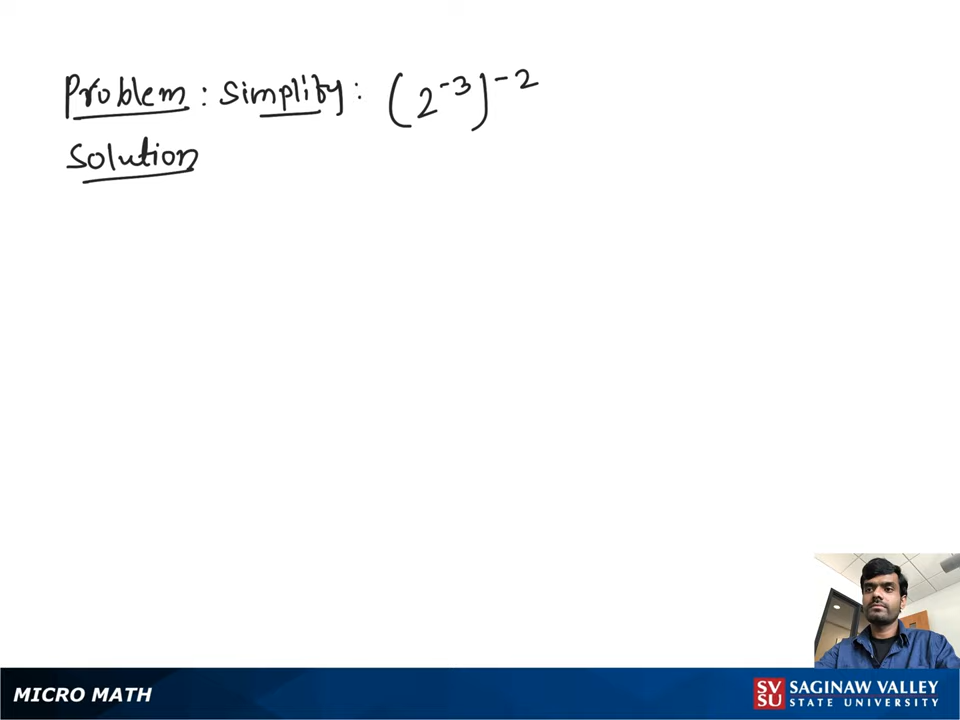 Problem : Simplify : (2⁻³)⁻²
Solution
MICRO MATH
SV SU SAGINAW VALLEY
STATE UNIVERSITY